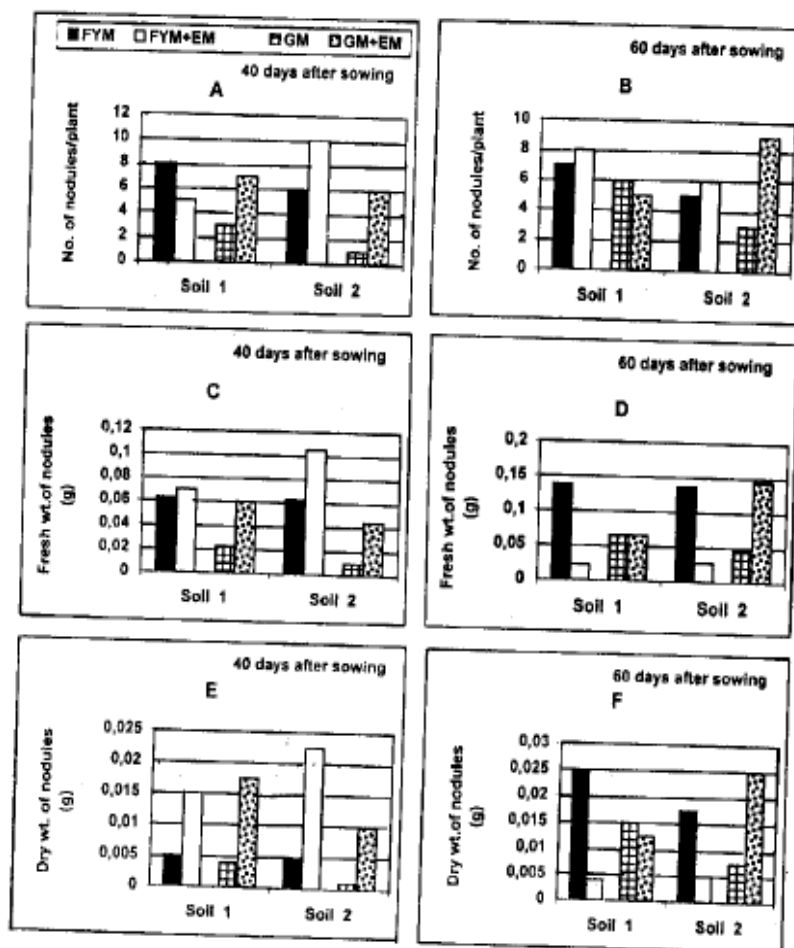 FYM FYM+EM GM GM+EM
40 days after sowing
A
No. of nodules/plant
12
10
8
6
4
2
0
Soil 1 Soil 2
60 days after sowing
B
No. of nodules/plant
10
8
6
4
2
0
Soil 1 Soil 2
40 days after sowing
C
Fresh wt.of nodules
(g)
0,12
0,1
0,08
0,06
0,04
0,02
0
Soil 1 Soil 2
60 days after sowing
D
Fresh wt.of nodules
(g)
0,2
0,15
0,1
0,05
0
Soil 1 Soil 2
40 days after sowing
E
Dry wt. of nodules
(g)
0,025
0,02
0,015
0,01
0,005
0
Soil 1 Soil 2
60 days after sowing
F
Dry wt.of nodules
(g)
0,03
0,025
0,02
0,015
0,01
0,005
0
Soil 1 Soil 2